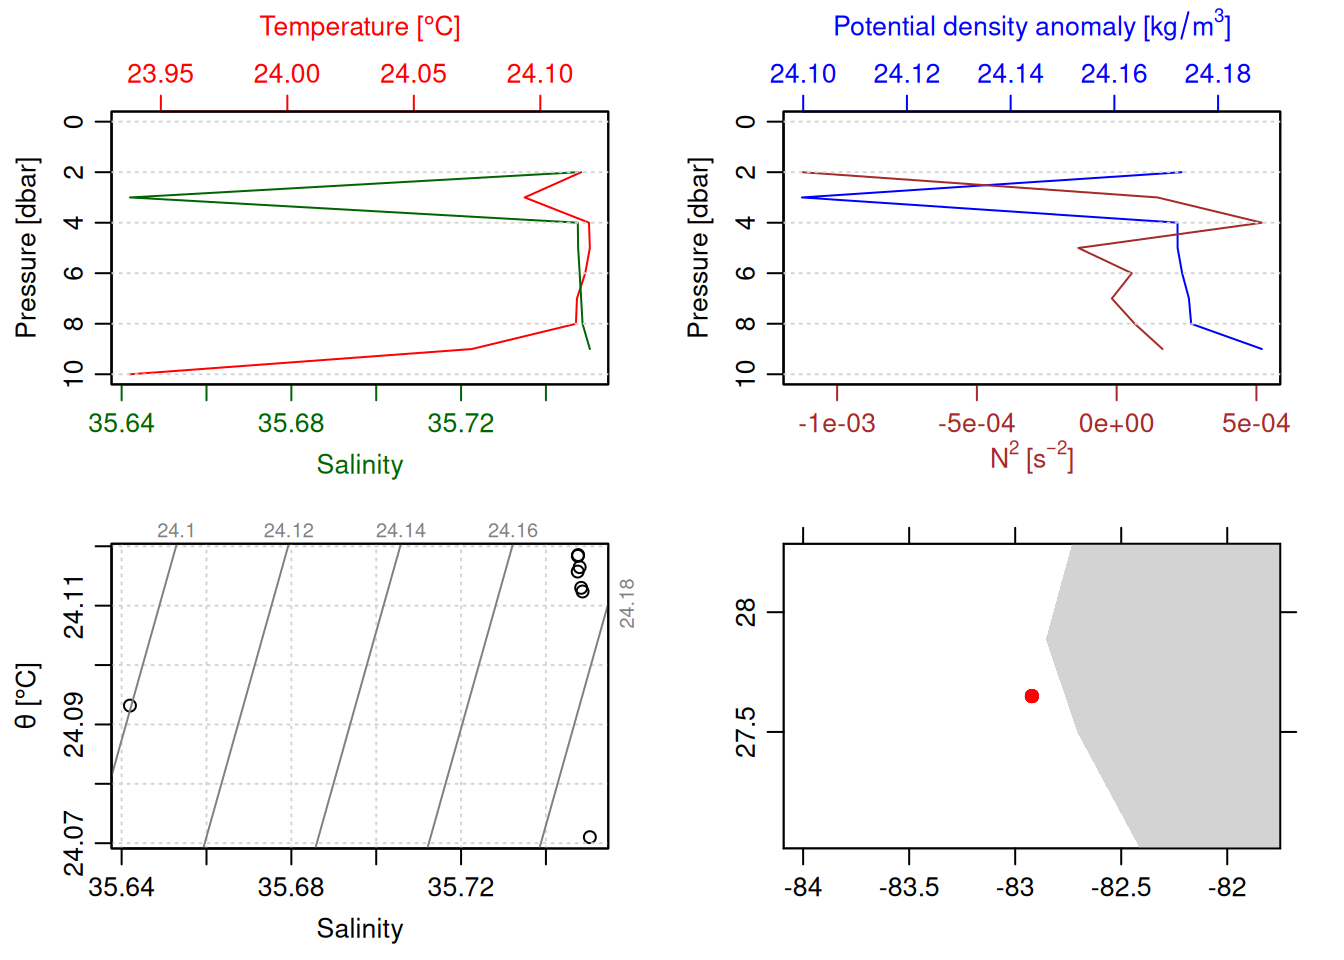 Temperature [°C]
23.95 24.00 24.05 24.10
Pressure [dbar]
0
2
4
6
8
10
35.64 35.68 35.72
Salinity
Potential density anomaly [kg/m³]
24.10 24.12 24.14 24.16 24.18
Pressure [dbar]
0
2
4
6
8
10
-1e-03 -5e-04 0e+00 5e-04
N² [s⁻²]
24.1 24.12 24.14 24.16
24.18
θ [°C]
24.11
24.09
24.07
35.64 35.68 35.72
Salinity
28
27.5
-84 -83.5 -83 -82.5 -82